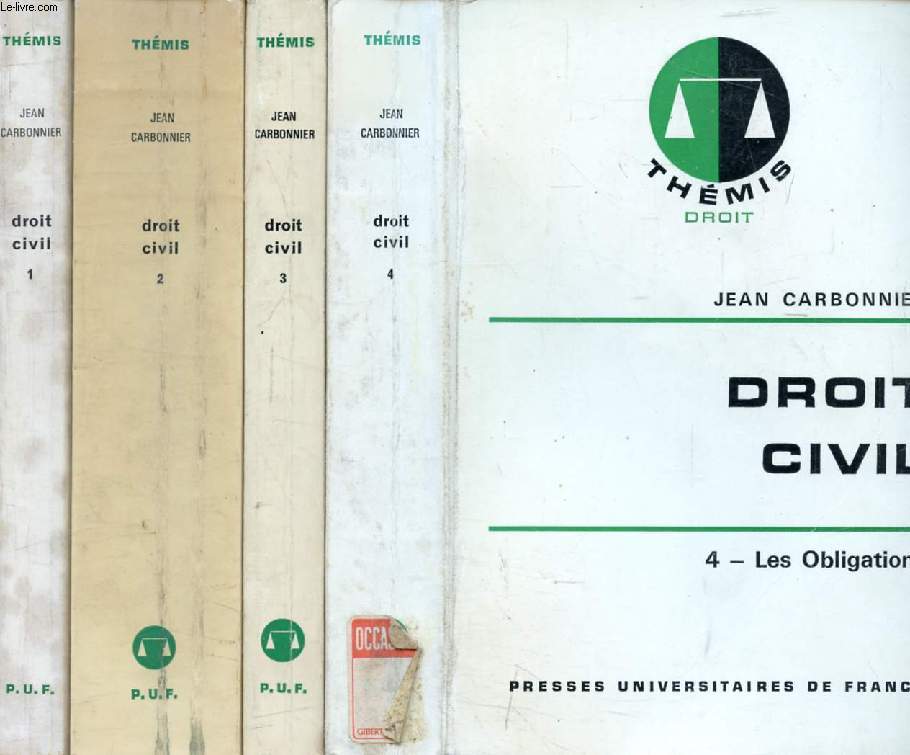 Le-livre.com
THÉMIS
JEAN
CARBONNIER
droit
civil
1
P.U.F.
THÉMIS
JEAN
CARBONNIER
droit
civil
2
P.U.F.
THÉMIS
JEAN
CARBONNIER
droit
civil
3
P.U.F.
THÉMIS
JEAN
CARBONNIER
droit
civil
4
OCCAS
GIBERT
THÉMIS
DROIT
JEAN CARBONNIE
DROIT
CIVIL
4 – Les Obligation
PRESSES UNIVERSITAIRES DE FRANC